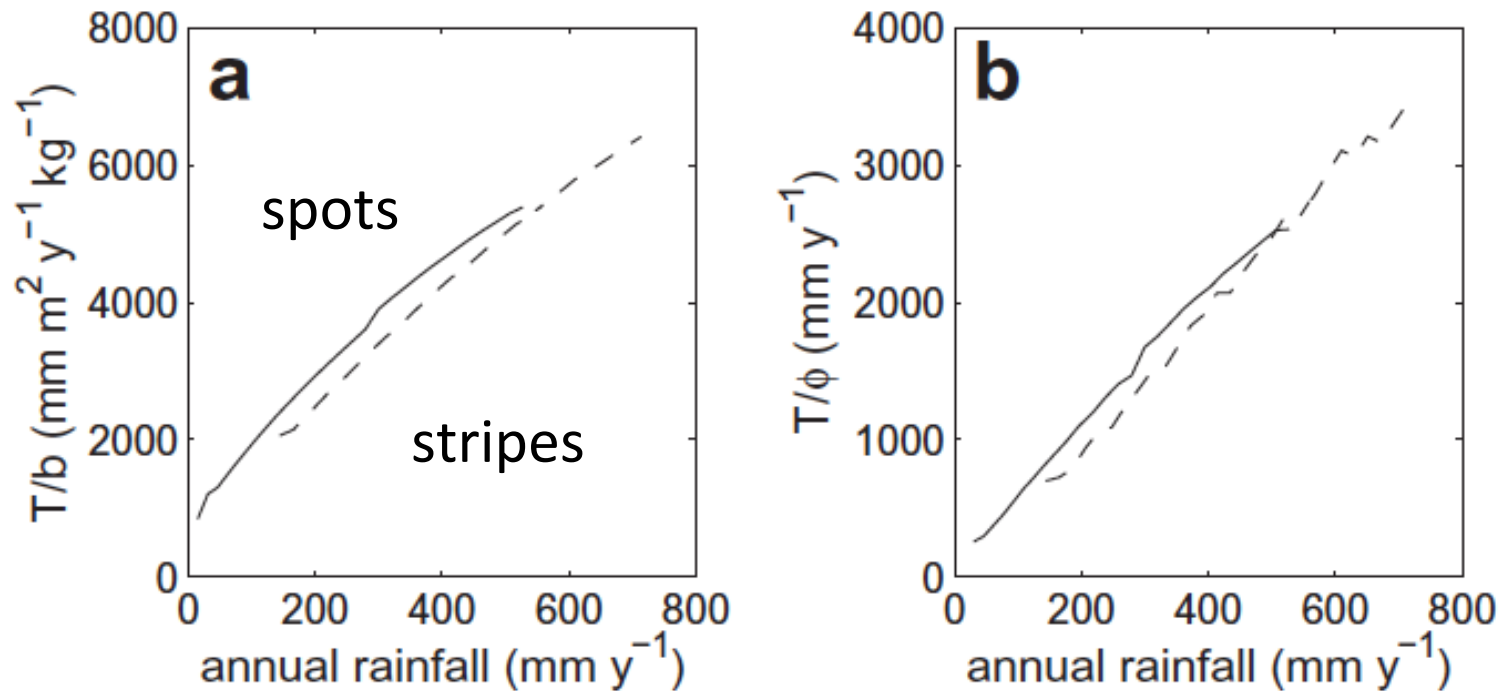 a
8000
6000
4000
2000
0
T/b (mm m² y⁻¹ kg⁻¹)
spots
stripes
0 200 400 600 800
annual rainfall (mm y⁻¹)
b
4000
3000
2000
1000
0
T/ϕ (mm y⁻¹)
0 200 400 600 800
annual rainfall (mm y⁻¹)